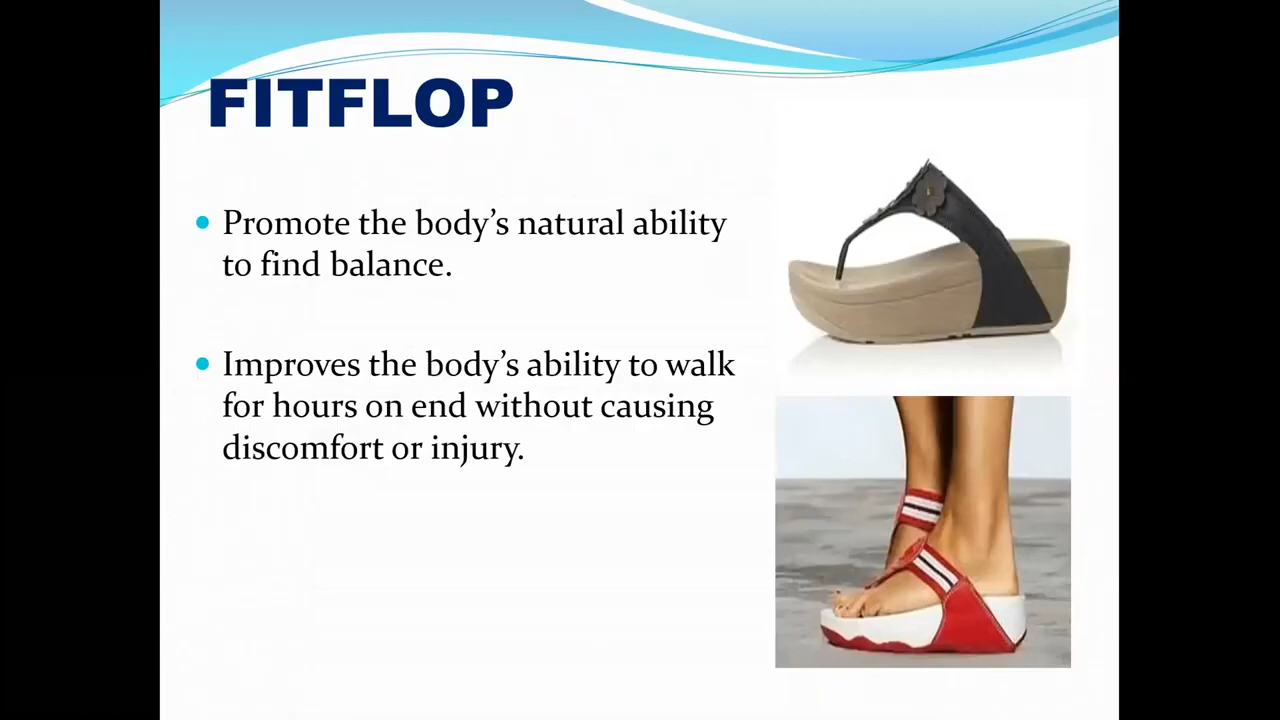 FITFLOP
Promote the body’s natural ability
to find balance.
Improves the body’s ability to walk
for hours on end without causing
discomfort or injury.